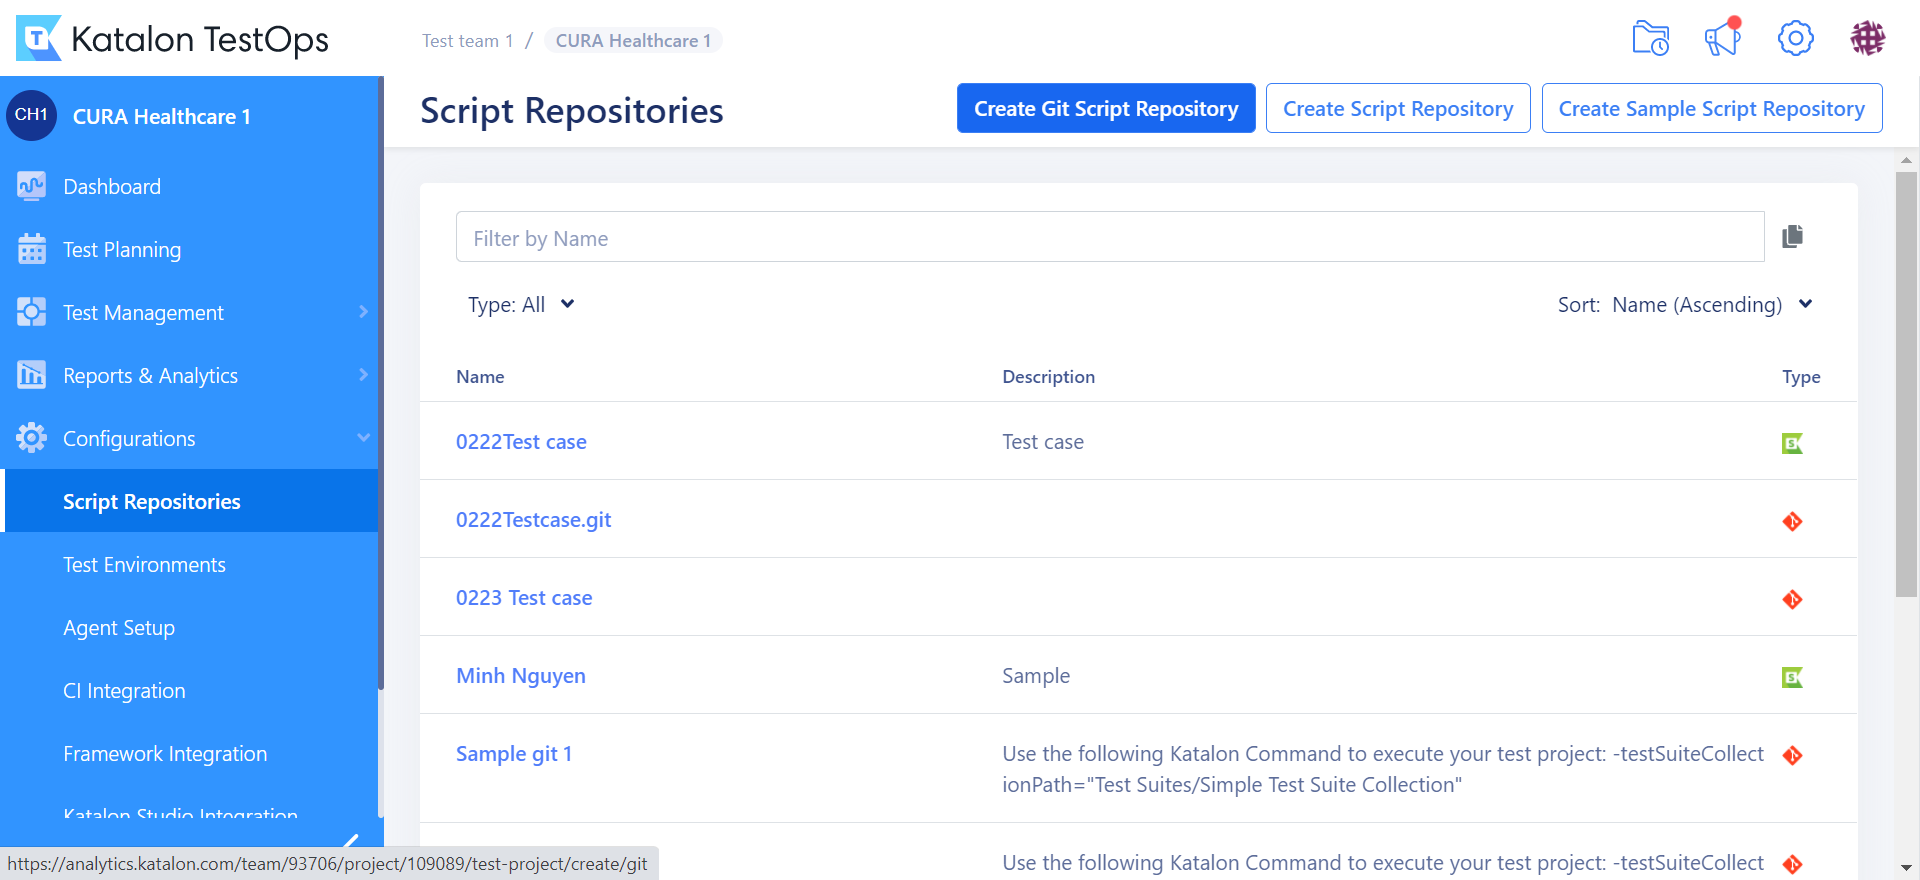 Katalon TestOps
Test team 1 / CURA Healthcare 1
CH1 CURA Healthcare 1
Dashboard
Test Planning
Test Management
Reports & Analytics
Configurations
Script Repositories
Test Environments
Agent Setup
CI Integration
Framework Integration
Katalon Studio Integration
https://analytics.katalon.com/team/93706/project/109089/test-project/create/git
Script Repositories
Create Git Script Repository
Create Script Repository
Create Sample Script Repository
Filter by Name
Type: All
Sort: Name (Ascending)
Name Description Type
0222Test case Test case
0222Testcase.git
0223 Test case
Minh Nguyen Sample
Sample git 1 Use the following Katalon Command to execute your test project: -testSuiteCollect
ionPath="Test Suites/Simple Test Suite Collection"
Use the following Katalon Command to execute your test project: -testSuiteCollect